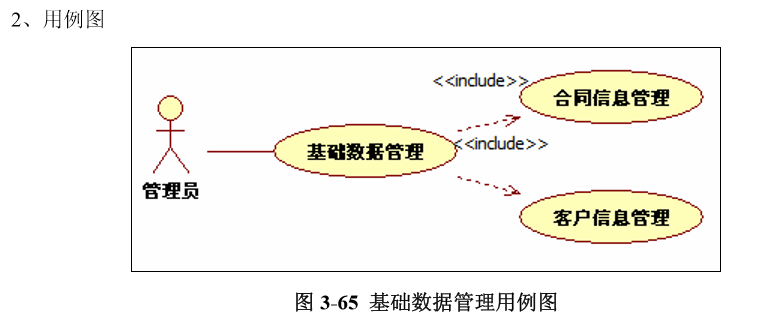 2、用例图
<<include>>
合同信息管理
基础数据管理
<<include>>
管理员
客户信息管理
图 3-65 基础数据管理用例图